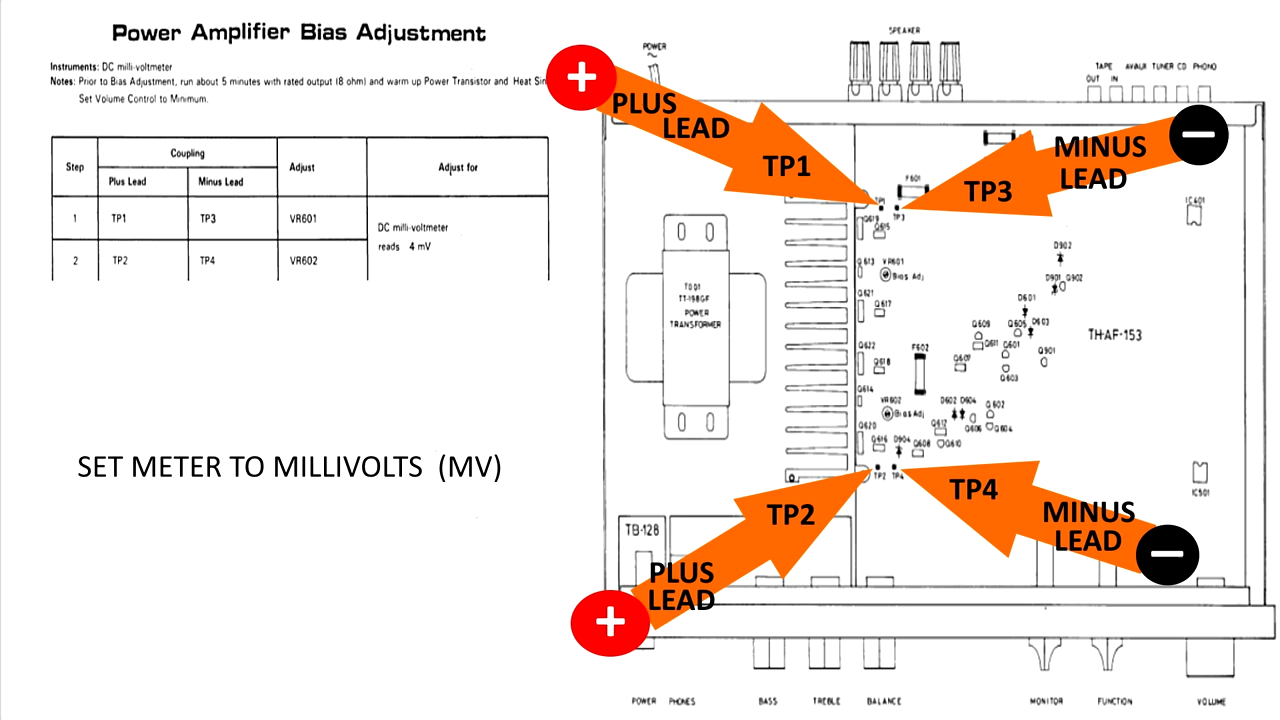 Power Amplifier Bias Adjustment
Instruments: DC milli-voltmeter
Notes: Prior to Bias Adjustment, run about 5 minutes with rated output (8 ohm) and warm up Power Transistor and Heat Sin
Set Volume Control to Minimum.
Step
Coupling
Adjust
Adjust for
Plus Lead
Minus Lead
1
TP1
TP3
VR601
DC milli-voltmeter
reads 4 mV
2
TP2
TP4
VR602
SET METER TO MILLIVOLTS (MV)
SPEAKER
POWER
~
TAPE AV/AUX TUNER CD PHONO
OUT IN
+
PLUS
LEAD
TP1
−
MINUS
LEAD
TP3
F601
TP1
TP3
Q619
Q615
IC401
Q613
VR601
Bias Adj
D902
D901
Q902
Q621
Q617
D601
T001
TT-198GF
POWER
TRANSFORMER
Q609
Q605
D603
TH-AF-153
Q611
Q601
Q901
Q622
F602
Q618
Q607
Q603
Q614
VR602
Bias Adj
D602
D604
Q602
Q606
Q604
Q620
Q616
D904
Q608
Q612
Q610
TP2
TP4
IC501
TP2
TP4
TB-128
PLUS
LEAD
+
MINUS
LEAD
−
POWER
PHONES
BASS
TREBLE
BALANCE
MONITOR
FUNCTION
VOLUME